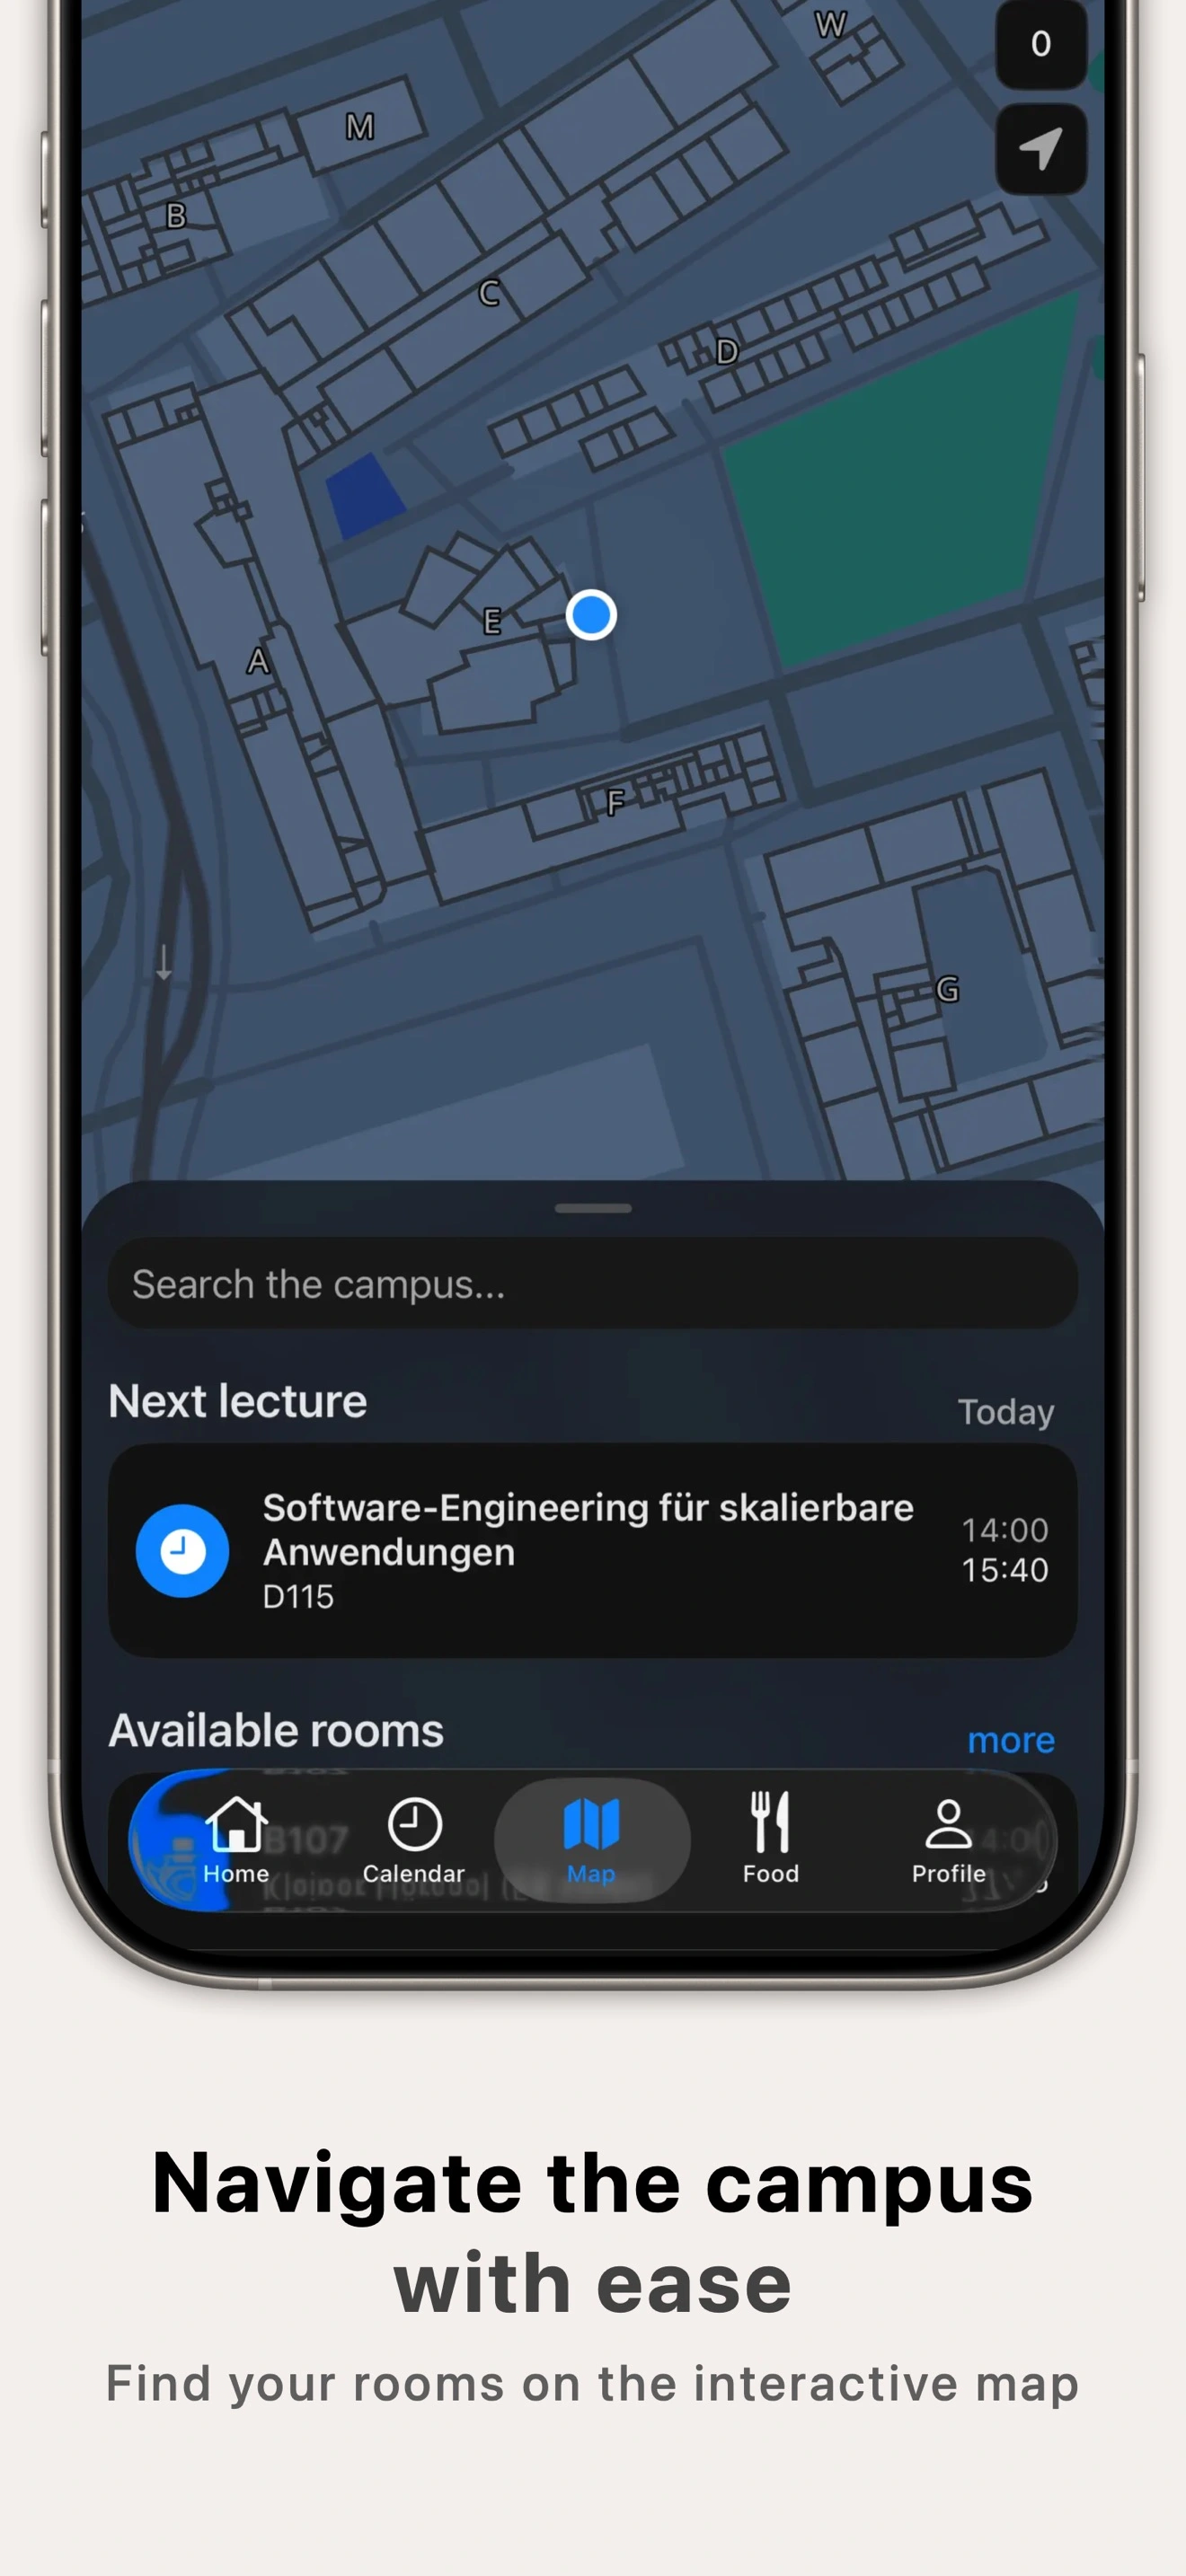 W
0
M
B
C
D
E
A
F
G
Search the campus...
Next lecture
Today
Software-Engineering für skalierbare
Anwendungen
D115
14:00
15:40
Available rooms
more
B107
Home
Calendar
Map
Food
Profile
Navigate the campus
with ease
Find your rooms on the interactive map